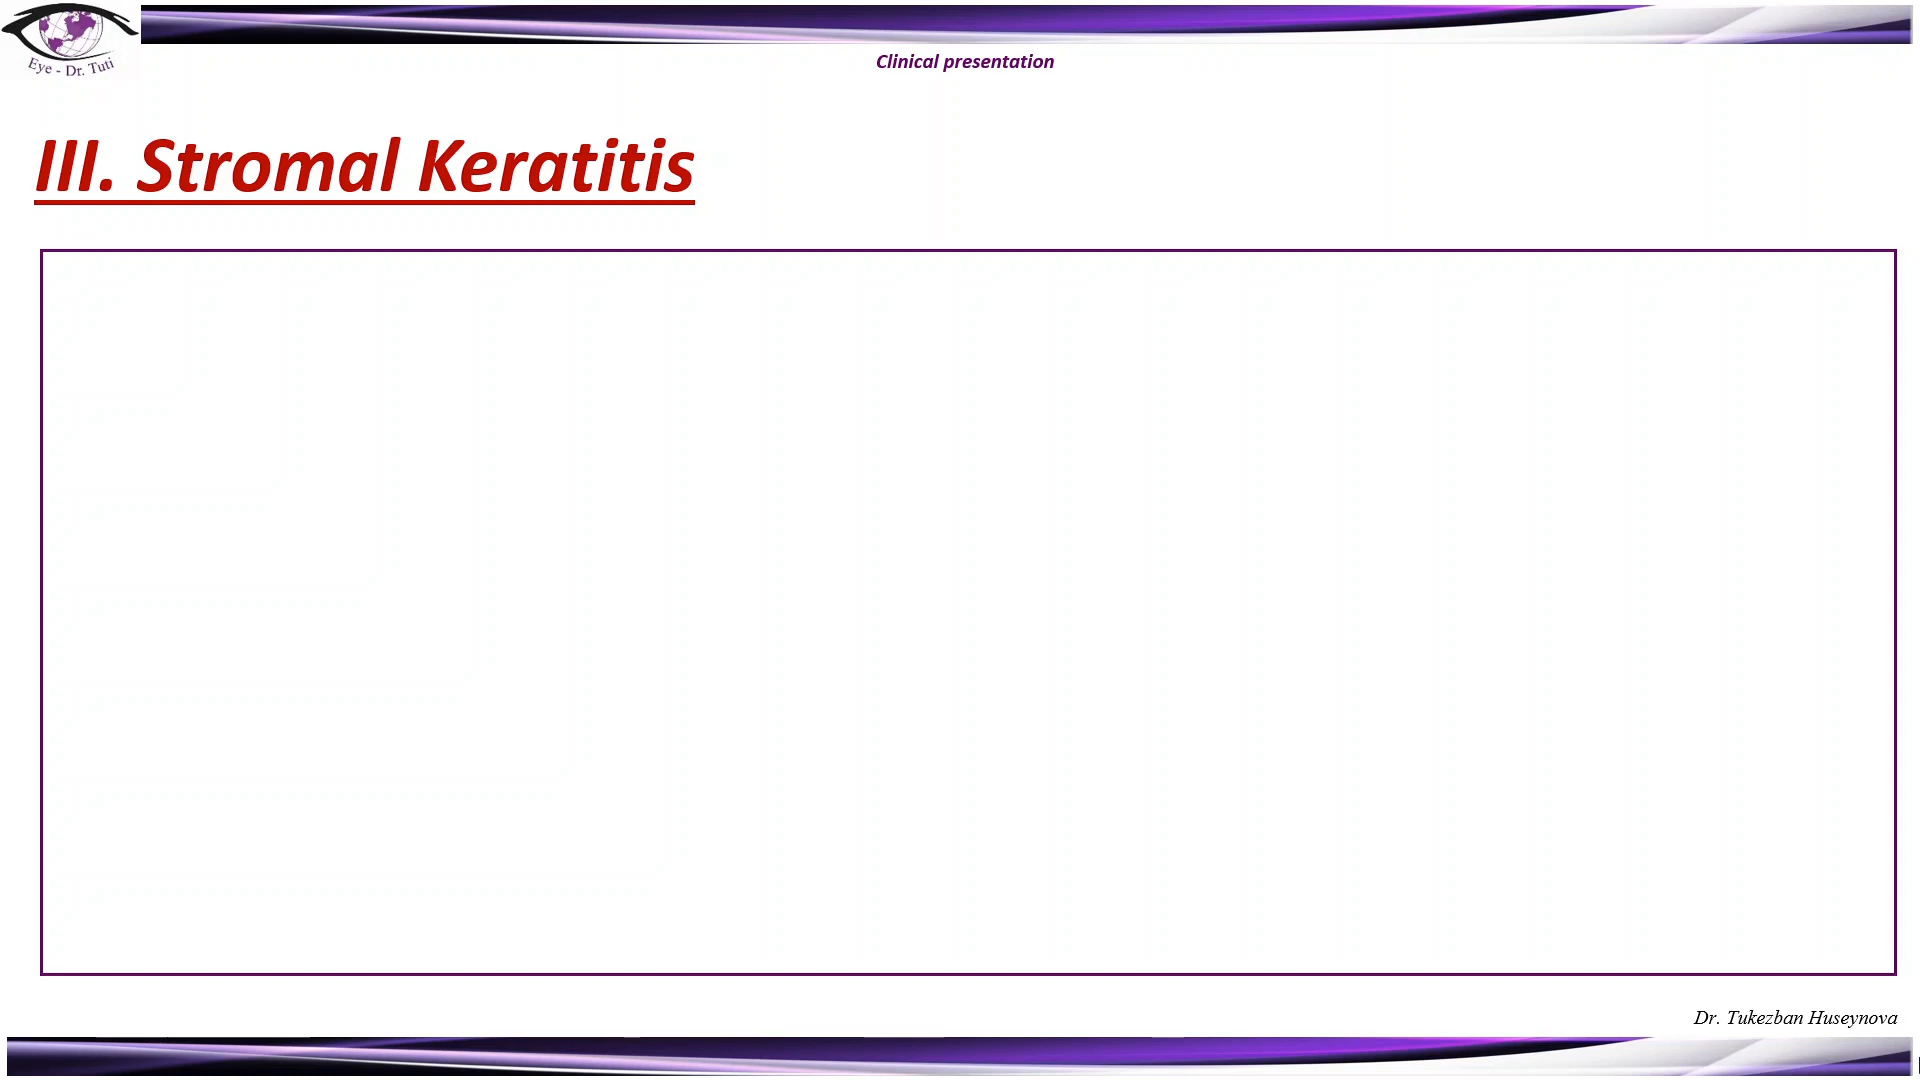 Eye - Dr. Tuti
Clinical presentation
III. Stromal Keratitis
Dr. Tukezban Huseynova